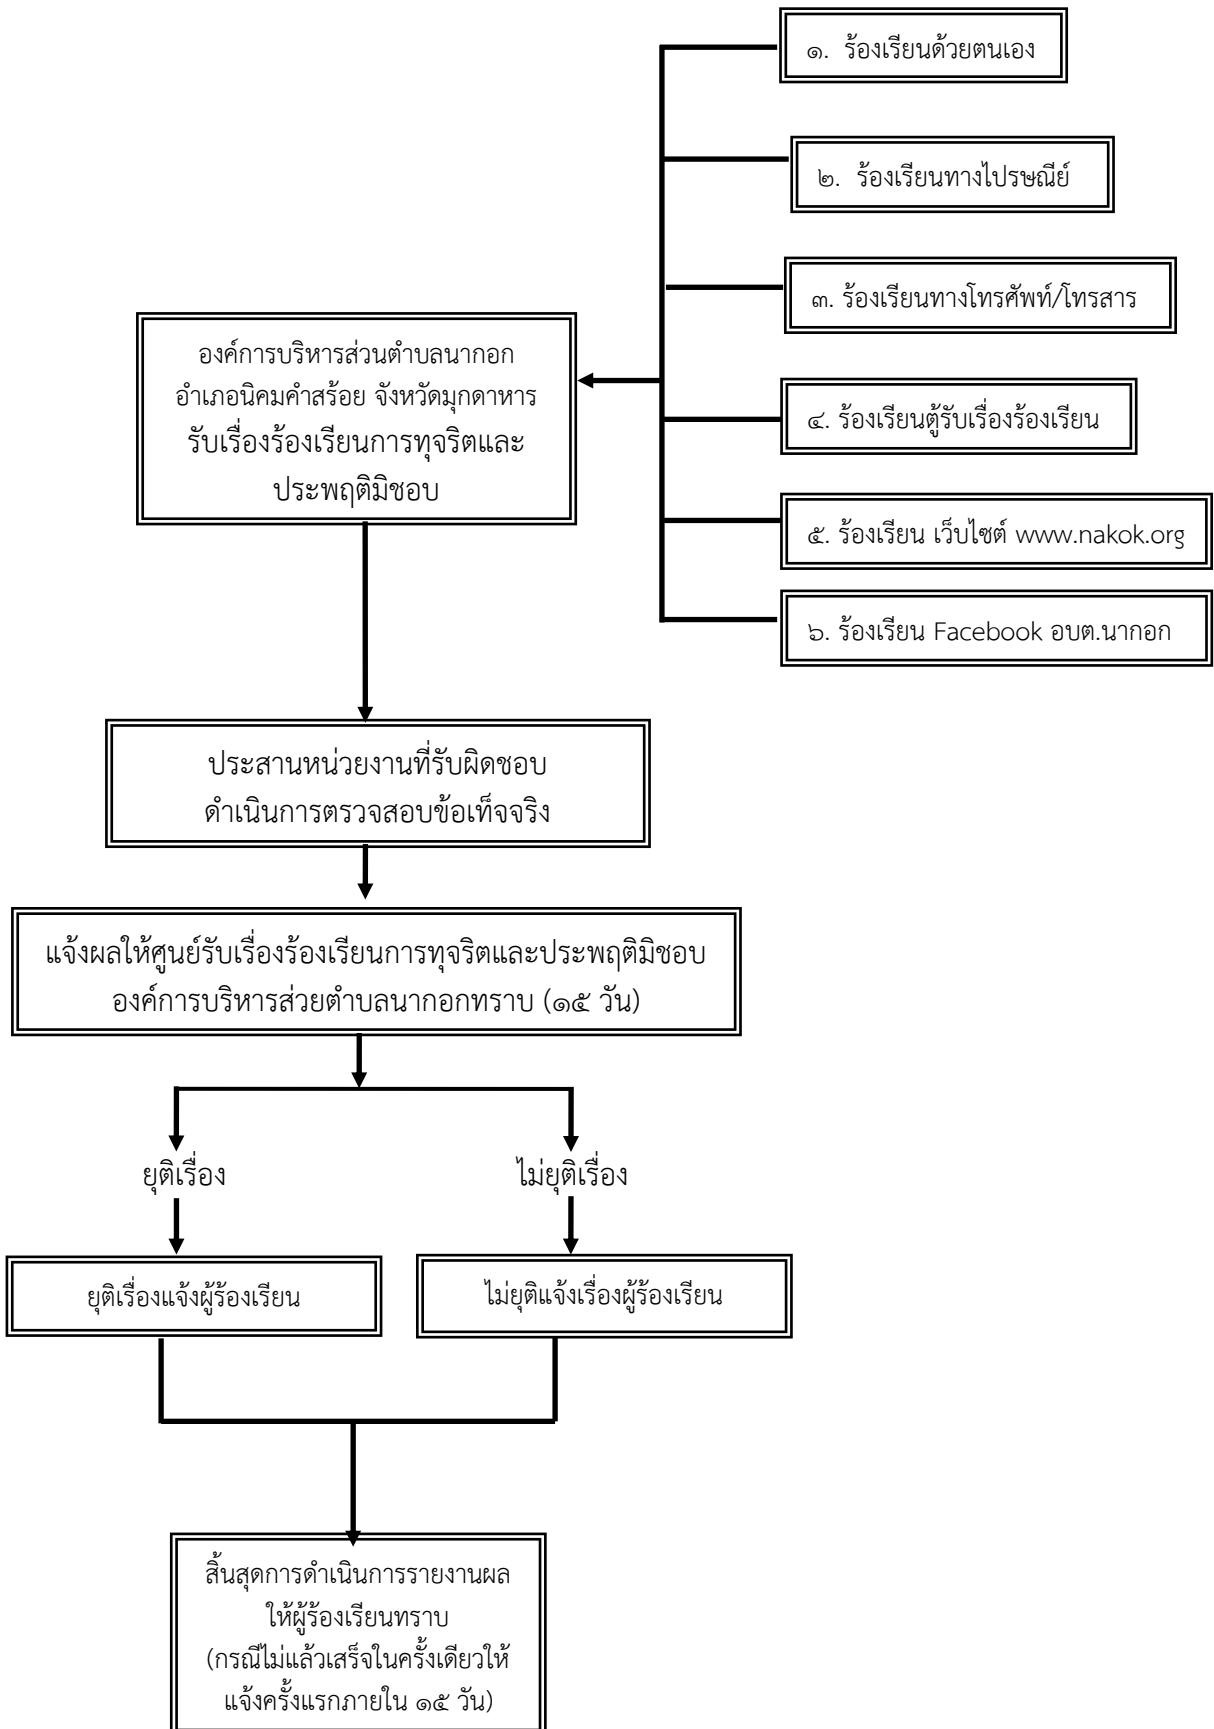 ๑. ร้องเรียนด้วยตนเอง
๒. ร้องเรียนทางไปรษณีย์
๓. ร้องเรียนทางโทรศัพท์/โทรสาร
๔. ร้องเรียนตู้รับเรื่องร้องเรียน
๕. ร้องเรียน เว็บไซต์ www.nakok.org
๖. ร้องเรียน Facebook อบต.นากอก
องค์การบริหารส่วนตำบลนากอก
อำเภอนิคมคำสร้อย จังหวัดมุกดาหาร
รับเรื่องร้องเรียนการทุจริตและ
ประพฤติมิชอบ
ประสานหน่วยงานที่รับผิดชอบ
ดำเนินการตรวจสอบข้อเท็จจริง
แจ้งผลให้ศูนย์รับเรื่องร้องเรียนการทุจริตและประพฤติมิชอบ
องค์การบริหารส่วยตำบลนากอกทราบ (๑๕ วัน)
ยุติเรื่อง
ไม่ยุติเรื่อง
ยุติเรื่องแจ้งผู้ร้องเรียน
ไม่ยุติแจ้งเรื่องผู้ร้องเรียน
สิ้นสุดการดำเนินการรายงานผล
ให้ผู้ร้องเรียนทราบ
(กรณีไม่แล้วเสร็จในครั้งเดียวให้
แจ้งครั้งแรกภายใน ๑๕ วัน)